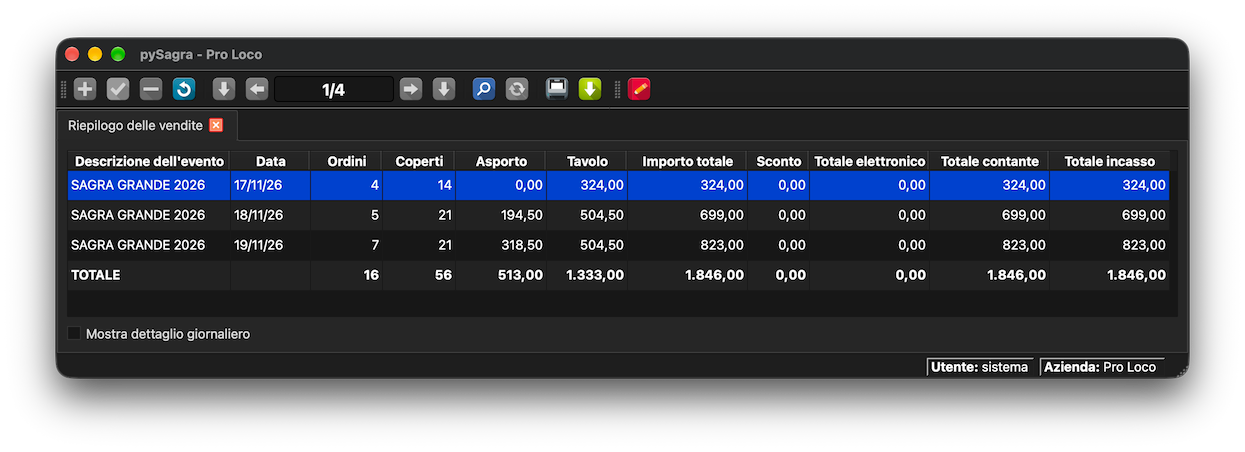 pySagra - Pro Loco
1/4
Riepilogo delle vendite
Descrizione dell'evento Data Ordini Coperti Asporto Tavolo Importo totale Sconto Totale elettronico Totale contante Totale incasso
SAGRA GRANDE 2026 17/11/26 4 14 0,00 324,00 324,00 0,00 0,00 324,00 324,00
SAGRA GRANDE 2026 18/11/26 5 21 194,50 504,50 699,00 0,00 0,00 699,00 699,00
SAGRA GRANDE 2026 19/11/26 7 21 318,50 504,50 823,00 0,00 0,00 823,00 823,00
TOTALE 16 56 513,00 1.333,00 1.846,00 0,00 0,00 1.846,00 1.846,00
Mostra dettaglio giornaliero
Utente: sistema Azienda: Pro Loco